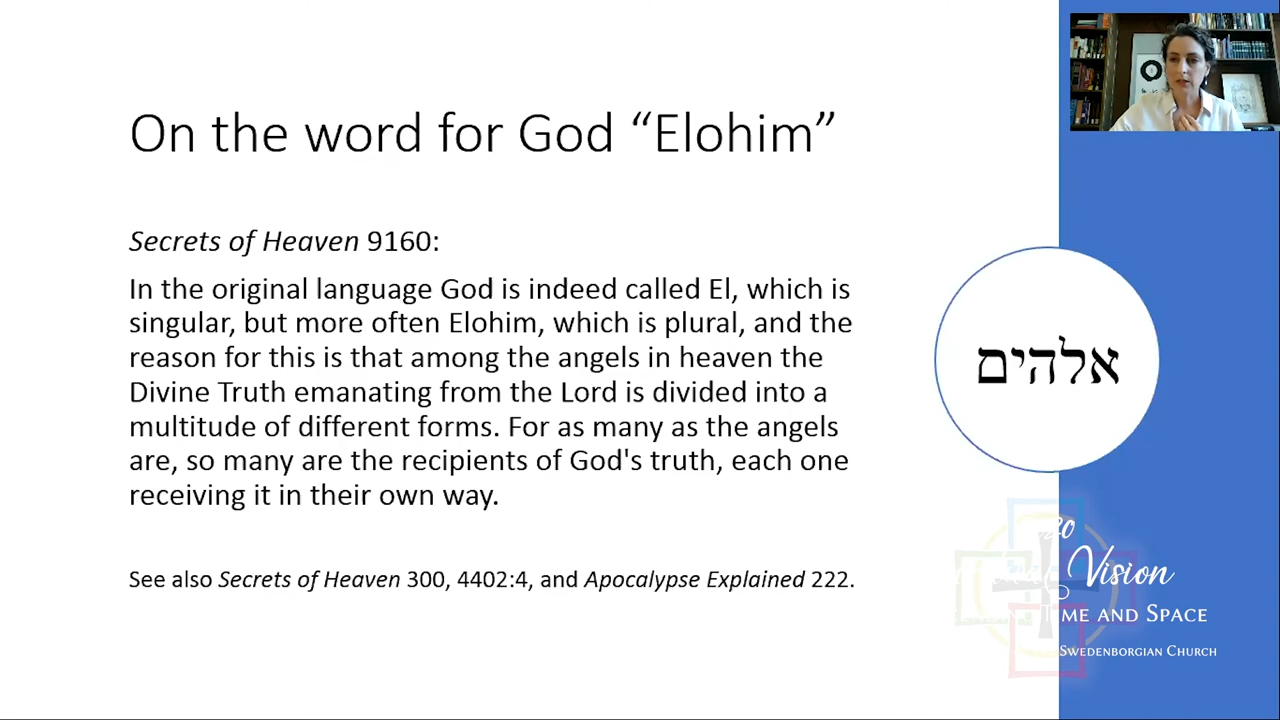 On the word for God “Elohim”
Secrets of Heaven 9160:
In the original language God is indeed called El, which is
singular, but more often Elohim, which is plural, and the
reason for this is that among the angels in heaven the
Divine Truth emanating from the Lord is divided into a
multitude of different forms. For as many as the angels
are, so many are the recipients of God's truth, each one
receiving it in their own way.
See also Secrets of Heaven 300, 4402:4, and Apocalypse Explained 222.
אלהים
Vision
Time and Space
Swedenborgian Church